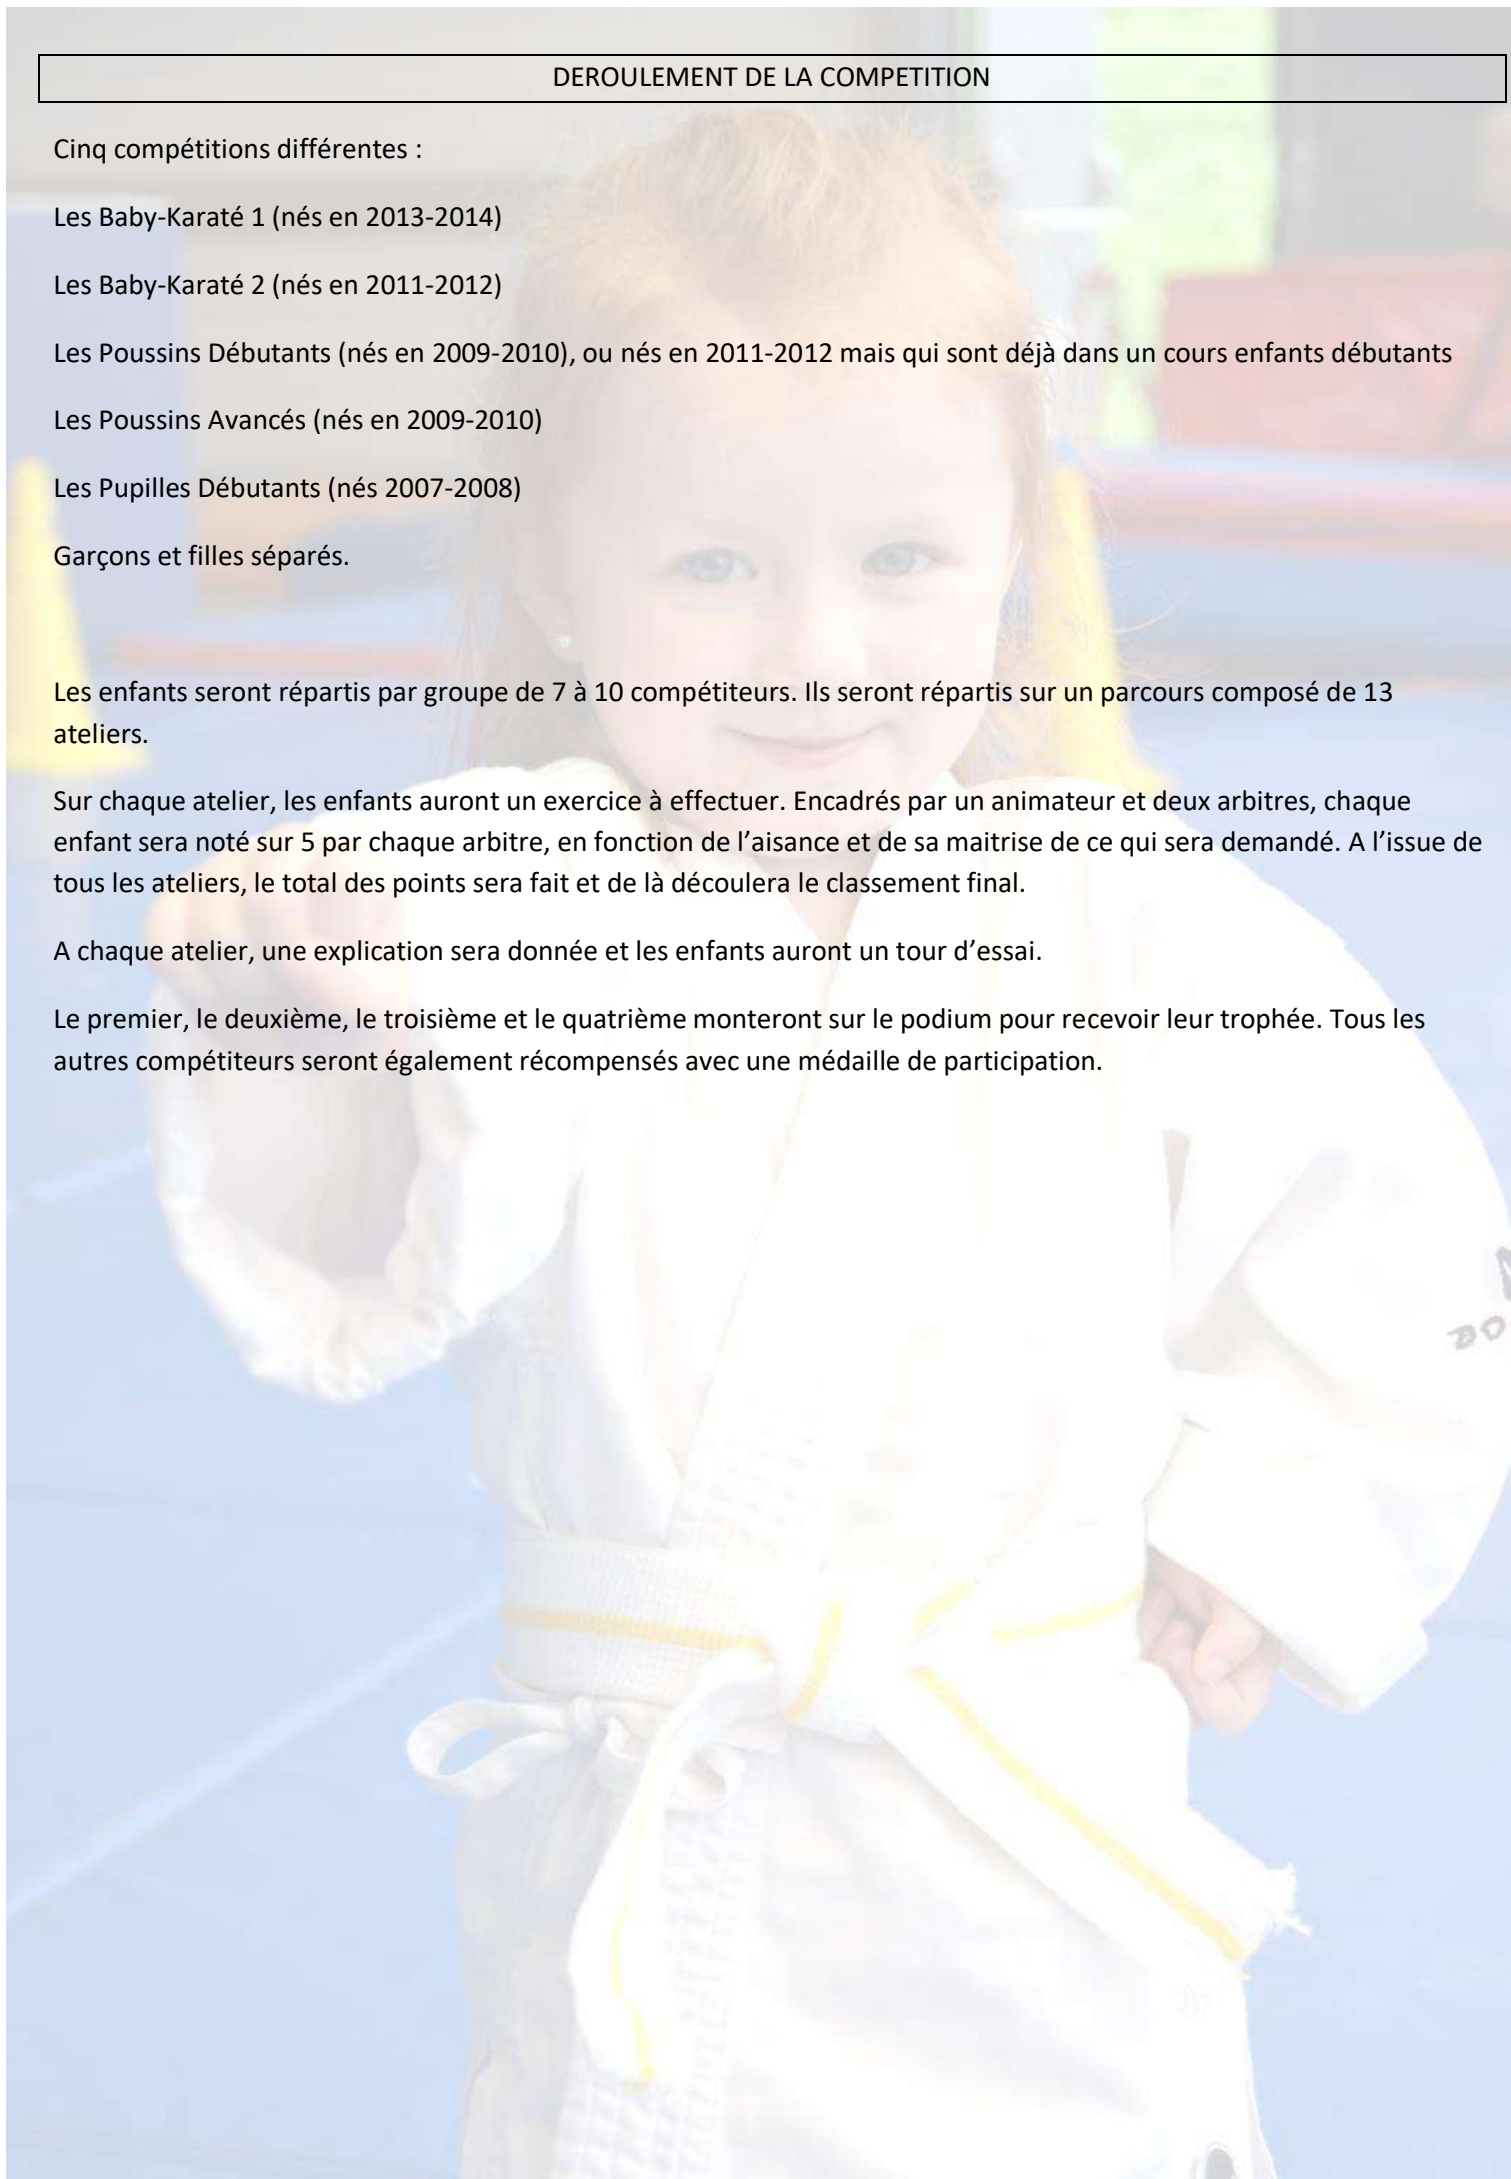 DEROULEMENT DE LA COMPETITION
Cinq compétitions différentes :
Les Baby-Karaté 1 (nés en 2013-2014)
Les Baby-Karaté 2 (nés en 2011-2012)
Les Poussins Débutants (nés en 2009-2010), ou nés en 2011-2012 mais qui sont déjà dans un cours enfants débutants
Les Poussins Avancés (nés en 2009-2010)
Les Pupilles Débutants (nés 2007-2008)
Garçons et filles séparés.
Les enfants seront répartis par groupe de 7 à 10 compétiteurs. Ils seront répartis sur un parcours composé de 13
ateliers.
Sur chaque atelier, les enfants auront un exercice à effectuer. Encadrés par un animateur et deux arbitres, chaque
enfant sera noté sur 5 par chaque arbitre, en fonction de l’aisance et de sa maitrise de ce qui sera demandé. A l’issue de
tous les ateliers, le total des points sera fait et de là découlera le classement final.
A chaque atelier, une explication sera donnée et les enfants auront un tour d’essai.
Le premier, le deuxième, le troisième et le quatrième monteront sur le podium pour recevoir leur trophée. Tous les
autres compétiteurs seront également récompensés avec une médaille de participation.